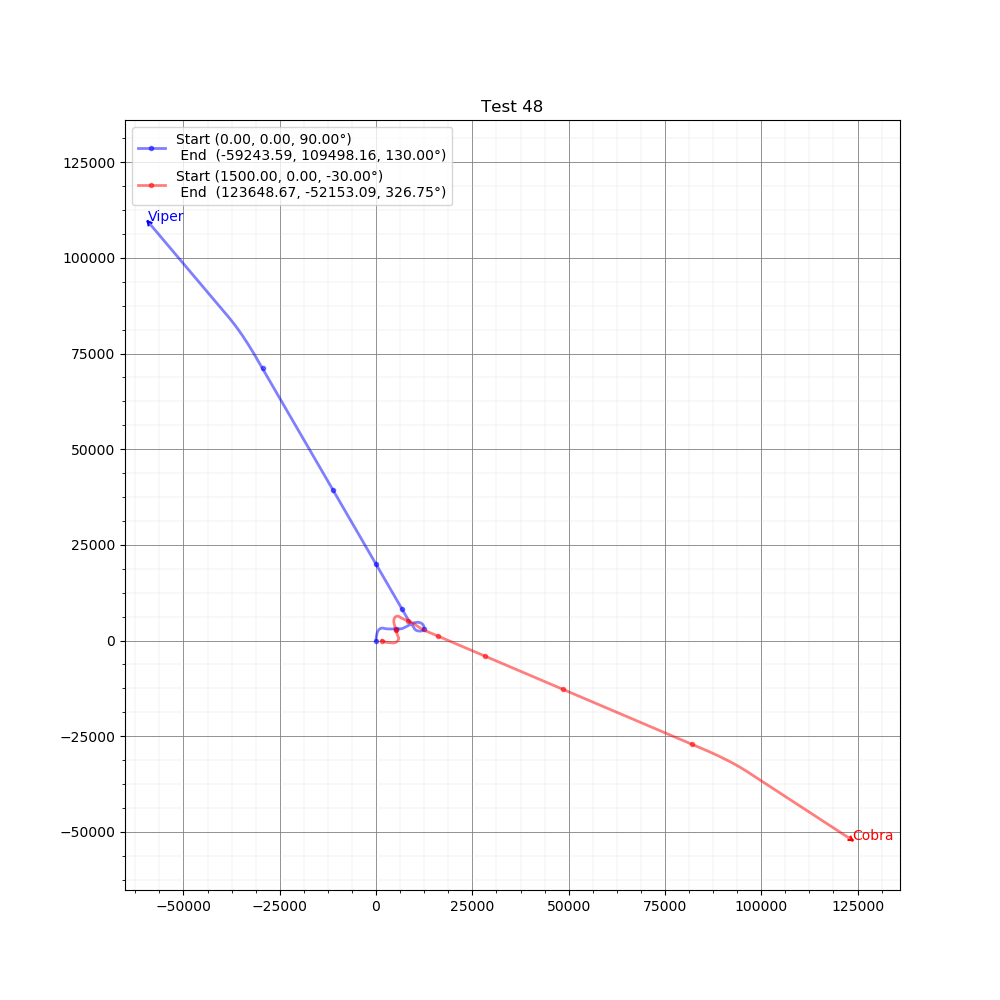 Test 48
Start (0.00, 0.00, 90.00°)
End (-59243.59, 109498.16, 130.00°)
Start (1500.00, 0.00, -30.00°)
End (123648.67, -52153.09, 326.75°)
125000
100000
75000
50000
25000
0
−25000
−50000
Viper
Cobra
−50000 −25000 0 25000 50000 75000 100000 125000